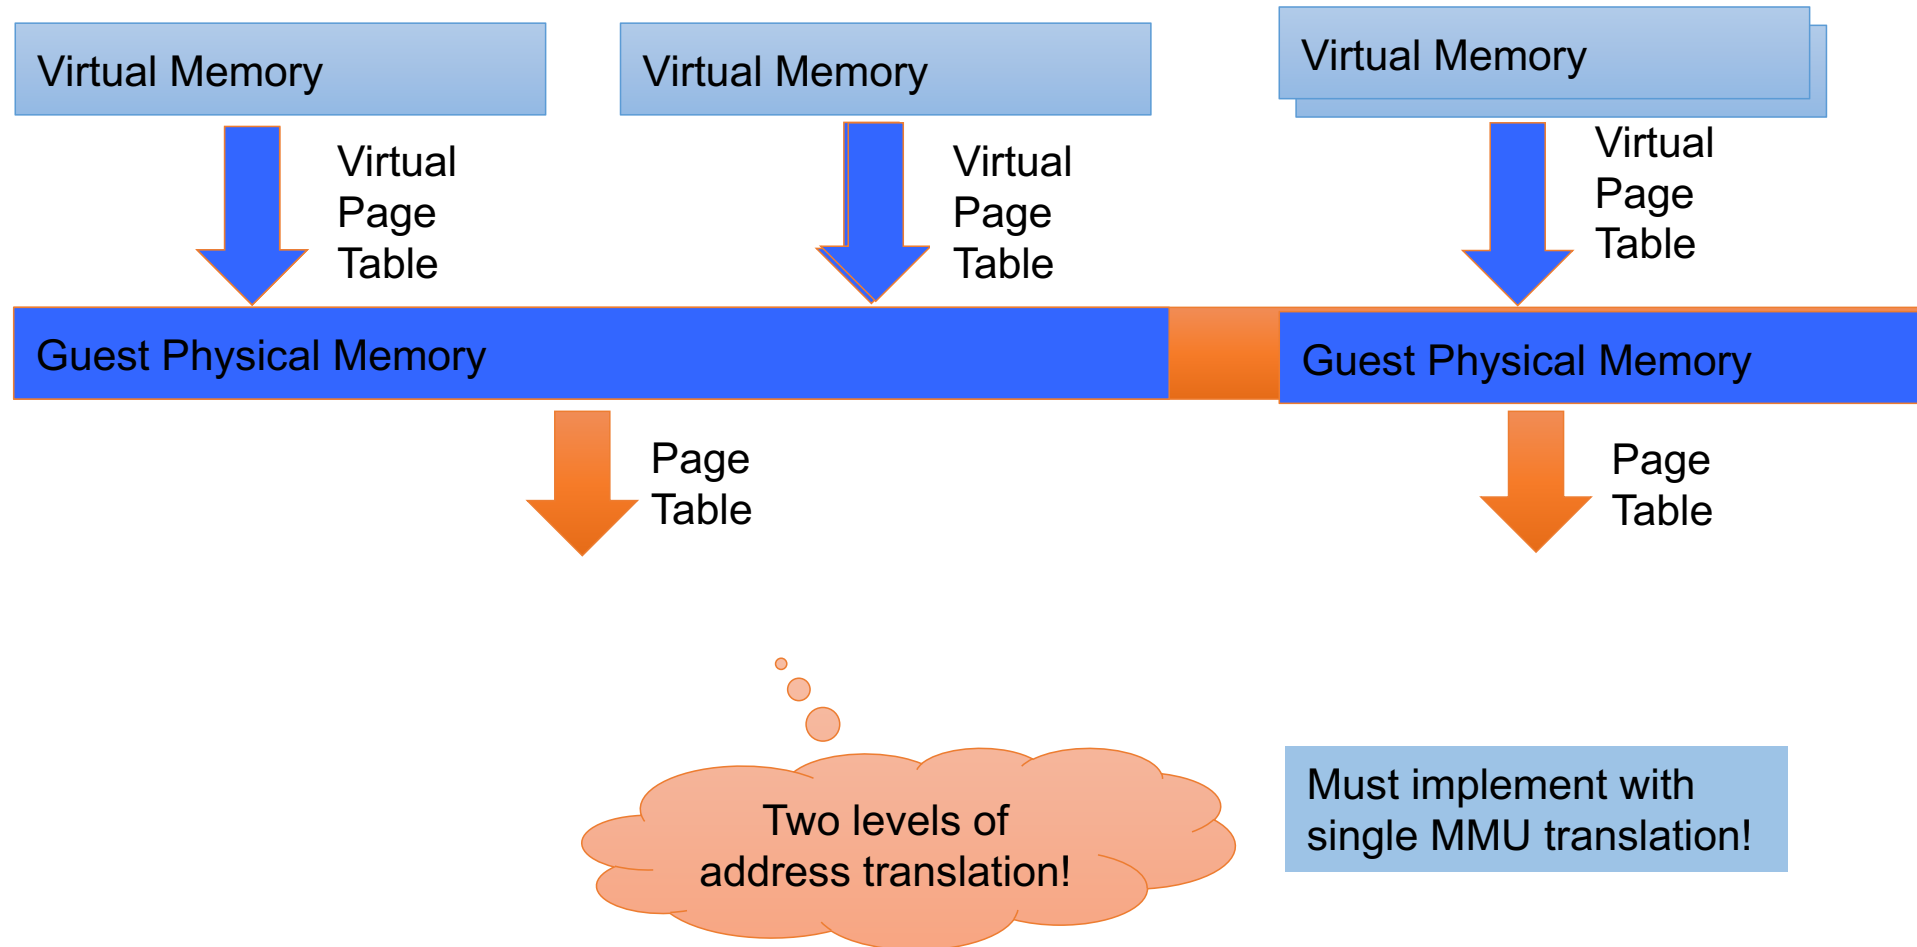 Virtual Memory
Virtual Memory
Virtual Memory
Virtual
Page
Table
Virtual
Page
Table
Virtual
Page
Table
Guest Physical Memory
Guest Physical Memory
Page
Table
Page
Table
Two levels of
address translation!
Must implement with
single MMU translation!